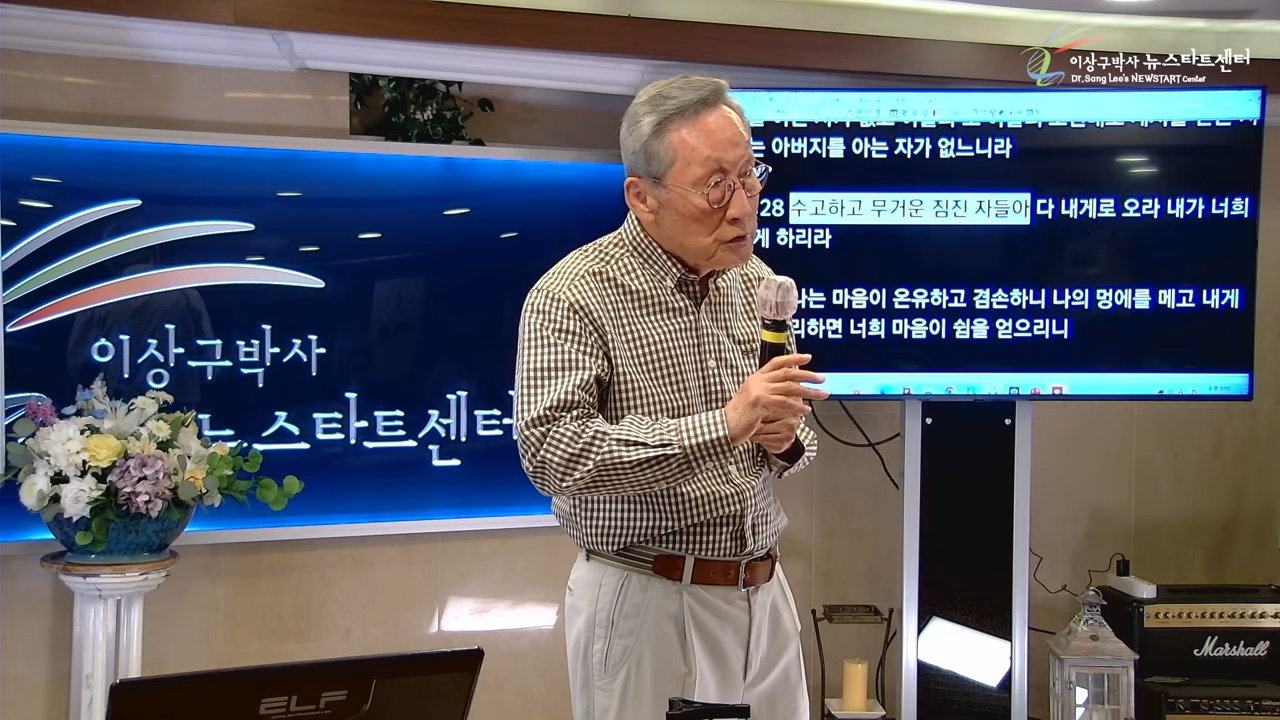 이상구박사 뉴스타트센터
Dr. Sang Lee's NEWSTART Center
는 아버지를 아는 자가 없느니라
28 수고하고 무거운 짐진 자들아 다 내게로 오라 내가 너희
게 하리라
나는 마음이 온유하고 겸손하니 나의 멍에를 메고 내게
리하면 너희 마음이 쉼을 얻으리니
이상구박사
뉴스타트센터
ELF
Marshall